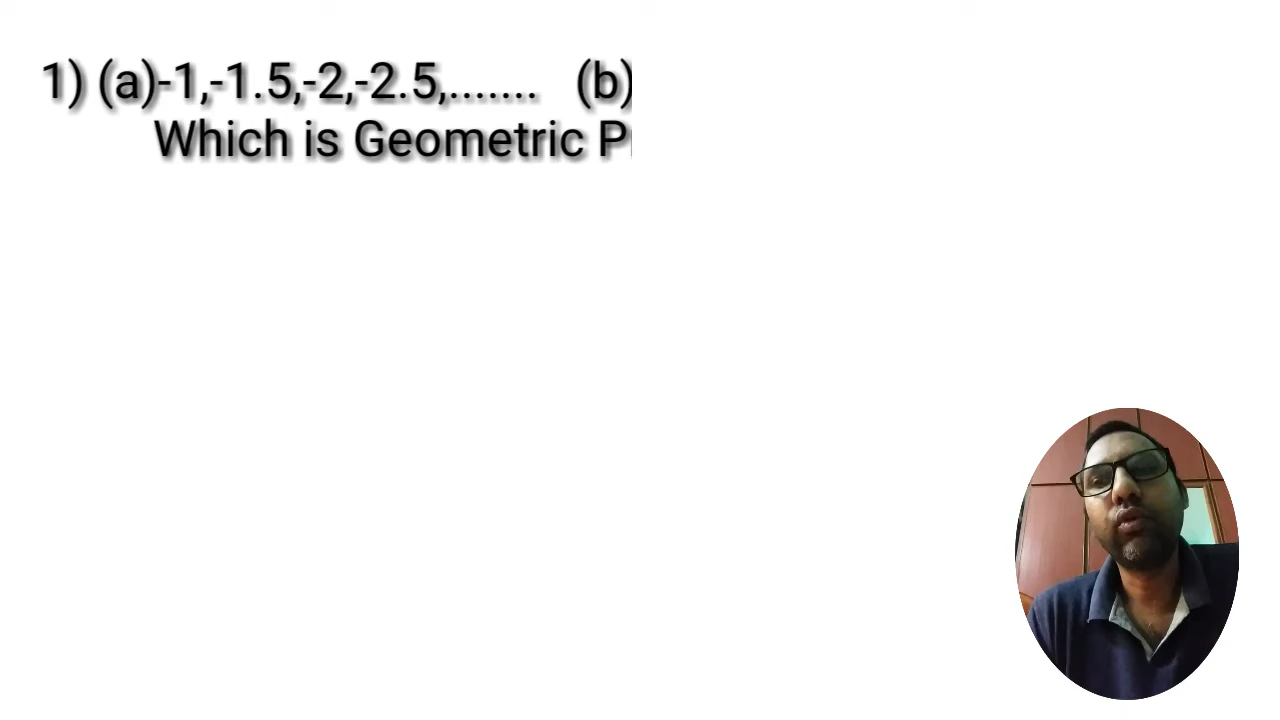 1) (a)-1,-1.5,-2,-2.5,....... (b)
Which is Geometric